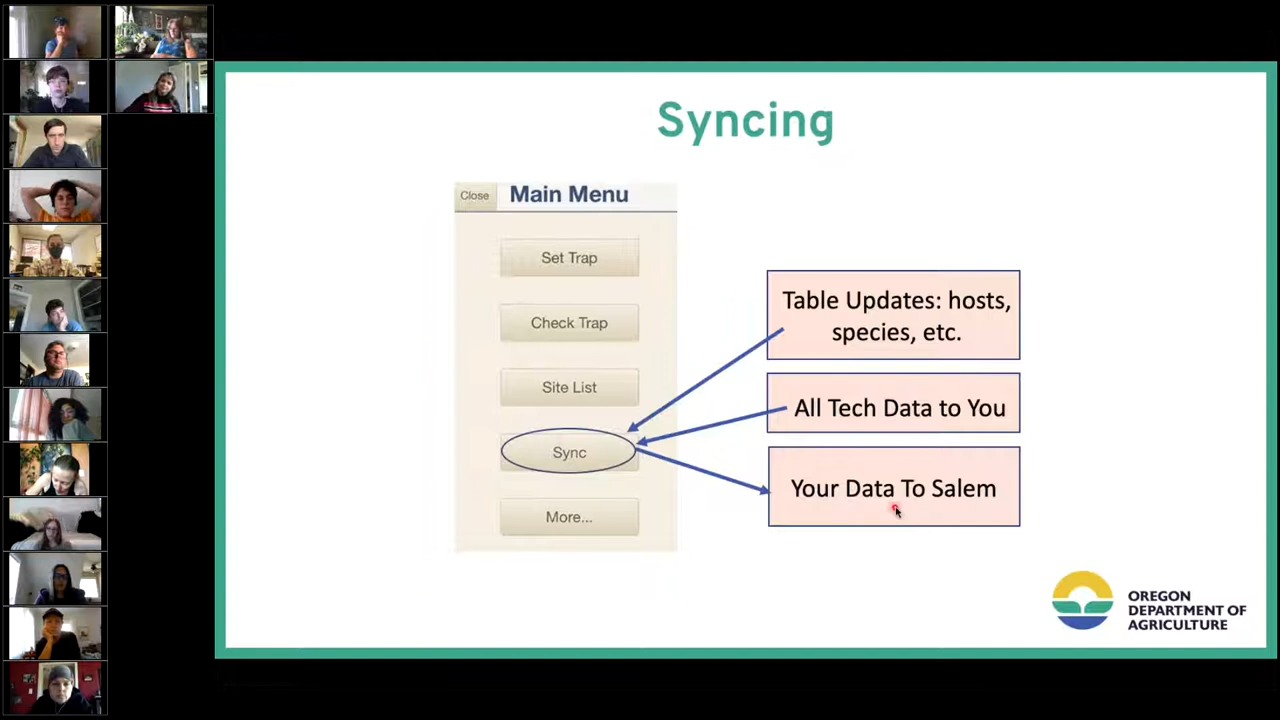 Syncing
Close
Main Menu
Set Trap
Check Trap
Site List
Sync
More...
Table Updates: hosts,
species, etc.
All Tech Data to You
Your Data To Salem
OREGON
DEPARTMENT OF
AGRICULTURE